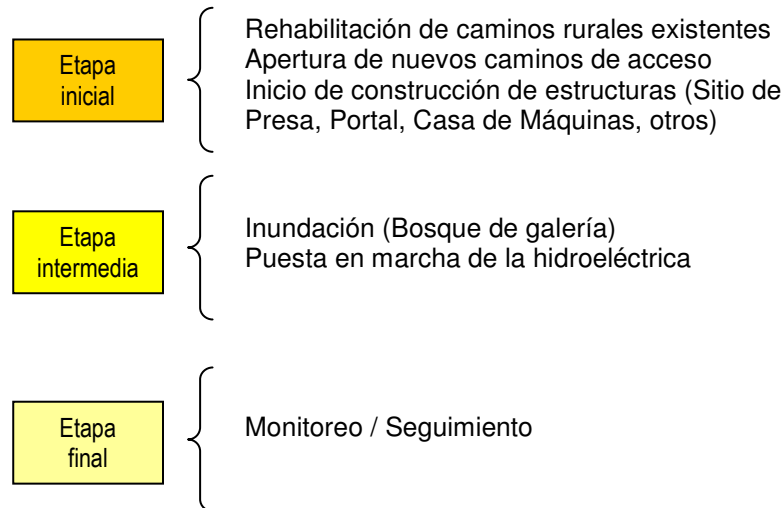 Etapa
inicial
Rehabilitación de caminos rurales existentes
Apertura de nuevos caminos de acceso
Inicio de construcción de estructuras (Sitio de
Presa, Portal, Casa de Máquinas, otros)
Etapa
intermedia
Inundación (Bosque de galería)
Puesta en marcha de la hidroeléctrica
Etapa
final
Monitoreo / Seguimiento